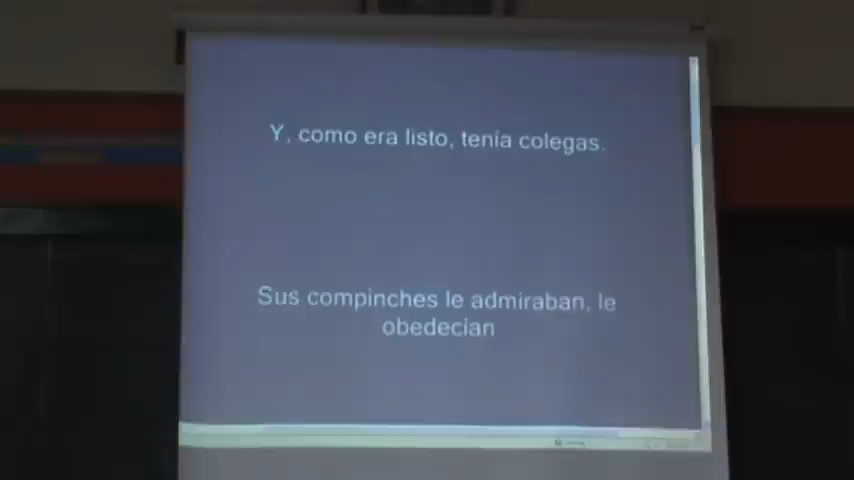 Y, como era listo, tenía colegas.
Sus compinches le admiraban, le
obedecían